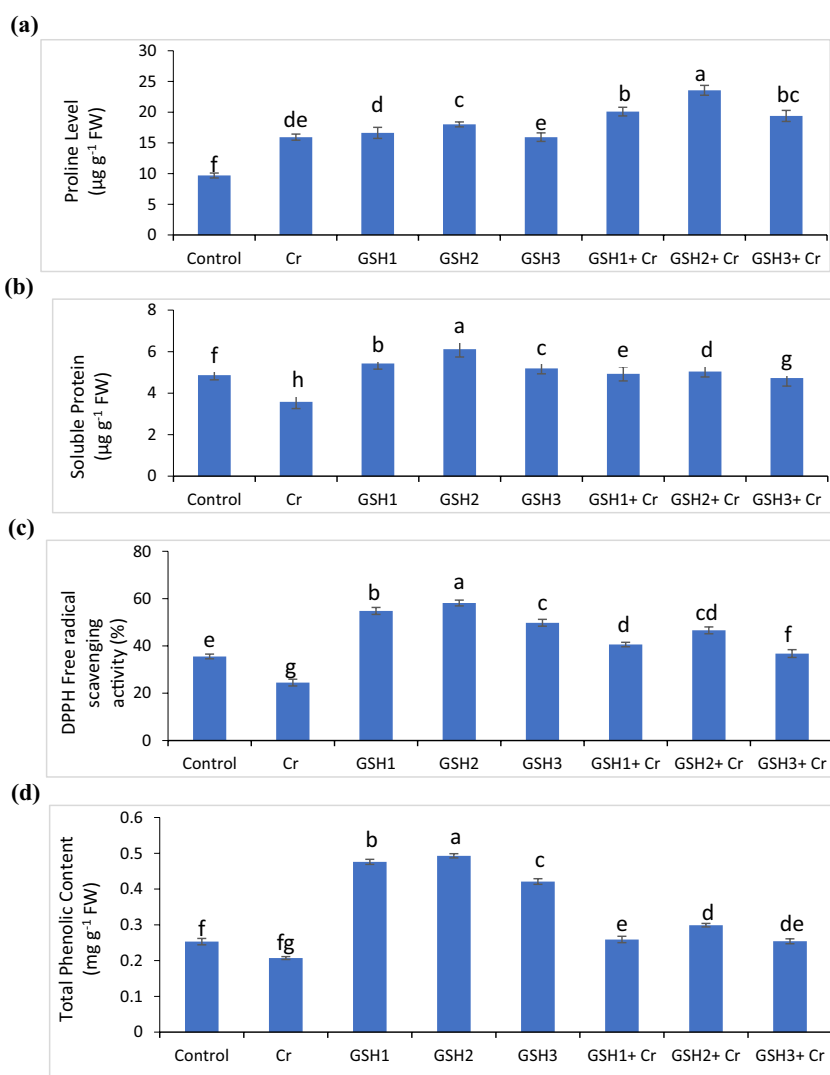 (a)
Proline Level
(µg g-1 FW)
30
25
20
15
10
5
0
f
de
d
c
e
b
a
bc
Control Cr GSH1 GSH2 GSH3 GSH1+ Cr GSH2+ Cr GSH3+ Cr
(b)
Soluble Protein
(µg g-1 FW)
8
6
4
2
0
f
h
b
a
c
e
d
g
Control Cr GSH1 GSH2 GSH3 GSH1+ Cr GSH2+ Cr GSH3+ Cr
(c)
DPPH Free radical
scavenging
activity (%)
80
60
40
20
0
e
g
b
a
c
d
cd
f
Control Cr GSH1 GSH2 GSH3 GSH1+ Cr GSH2+ Cr GSH3+ Cr
(d)
Total Phenolic Content
(mg g-1 FW)
0.6
0.5
0.4
0.3
0.2
0.1
0
f
fg
b
a
c
e
d
de
Control Cr GSH1 GSH2 GSH3 GSH1+ Cr GSH2+ Cr GSH3+ Cr